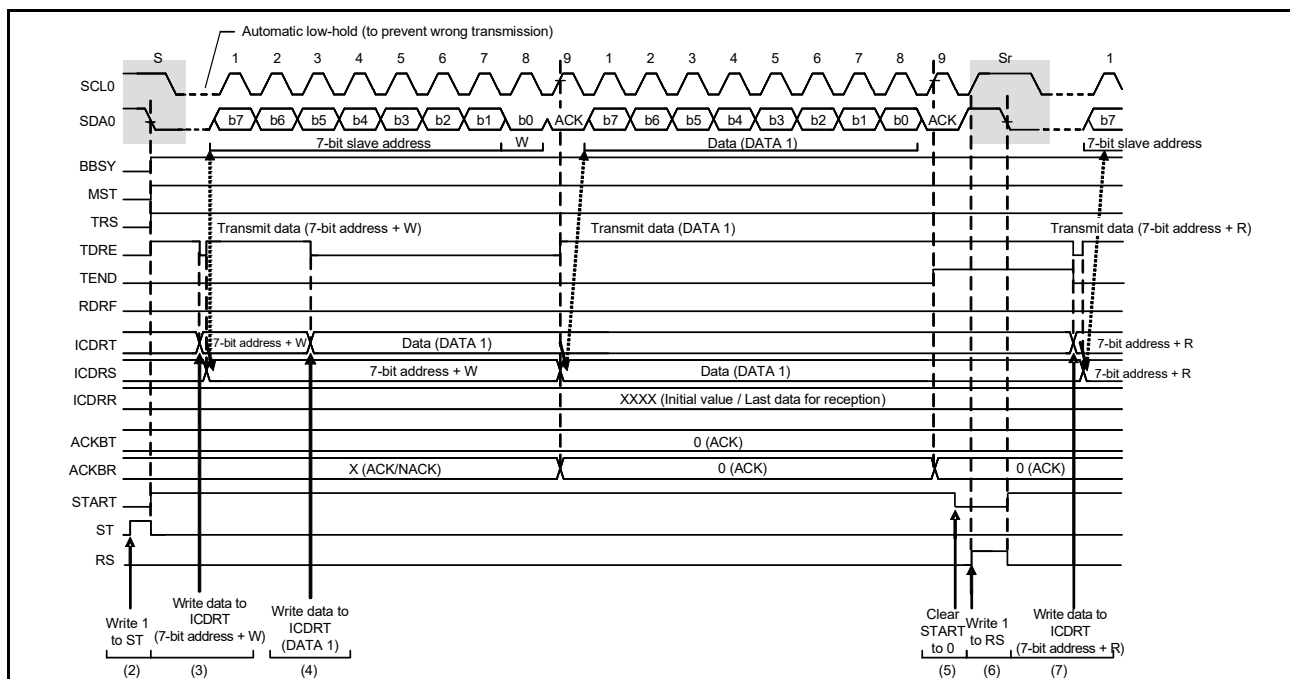 Automatic low-hold (to prevent wrong transmission)
S 1 2 3 4 5 6 7 8 9 1 2 3 4 5 6 7 8 9 Sr 1
SCL0
SDA0 b7 b6 b5 b4 b3 b2 b1 b0 ACK b7 b6 b5 b4 b3 b2 b1 b0 ACK b7
7-bit slave address W Data (DATA 1) 7-bit slave address
BBSY
MST
TRS
Transmit data (7-bit address + W) Transmit data (DATA 1) Transmit data (7-bit address + R)
TDRE
TEND
RDRF
ICDRT 7-bit address + W Data (DATA 1) 7-bit address + R
ICDRS 7-bit address + W Data (DATA 1) 7-bit address + R
ICDRR XXXX (Initial value / Last data for reception)
ACKBT 0 (ACK)
ACKBR X (ACK/NACK) 0 (ACK) 0 (ACK)
START
ST
RS
Write 1
to ST
(2)
Write data to
ICDRT
(7-bit address + W)
(3)
Write data to
ICDRT
(DATA 1)
(4)
Clear
START
to 0
(5)
Write 1
to RS
(6)
Write data to
ICDRT
(7-bit address + R)
(7)